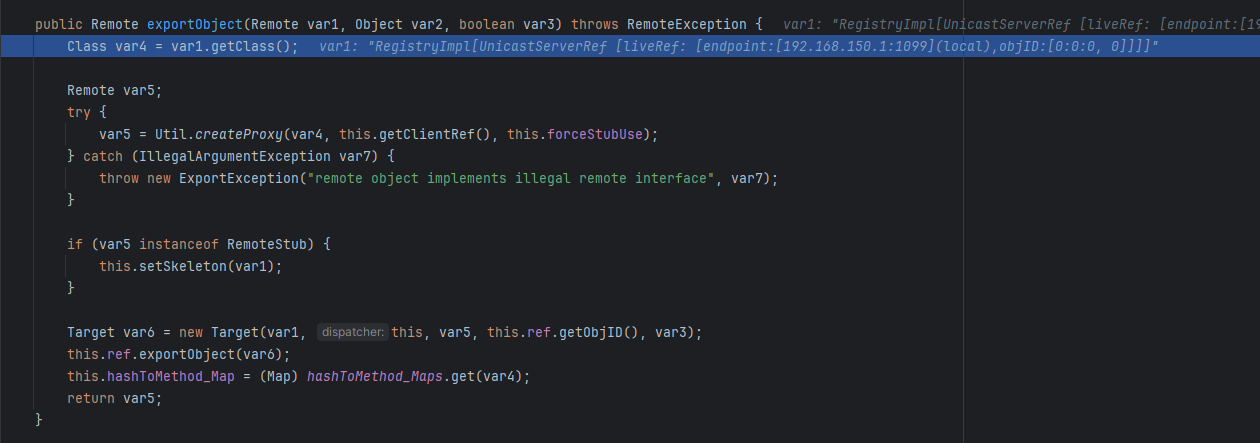 public Remote exportObject(Remote var1, Object var2, boolean var3) throws RemoteException {  var1: "RegistryImpl[UnicastServerRef [liveRef: [endpoint:[19
Class var4 = var1.getClass();  var1: "RegistryImpl[UnicastServerRef [liveRef: [endpoint:[192.168.150.1:1099](local),objID:[0:0:0, 0]]]]"
Remote var5;
try {
var5 = Util.createProxy(var4, this.getClientRef(), this.forceStubUse);
} catch (IllegalArgumentException var7) {
throw new ExportException("remote object implements illegal remote interface", var7);
}
if (var5 instanceof RemoteStub) {
this.setSkeleton(var1);
}
Target var6 = new Target(var1, dispatcher: this, var5, this.ref.getObjID(), var3);
this.ref.exportObject(var6);
this.hashToMethod_Map = (Map) hashToMethod_Maps.get(var4);
return var5;
}